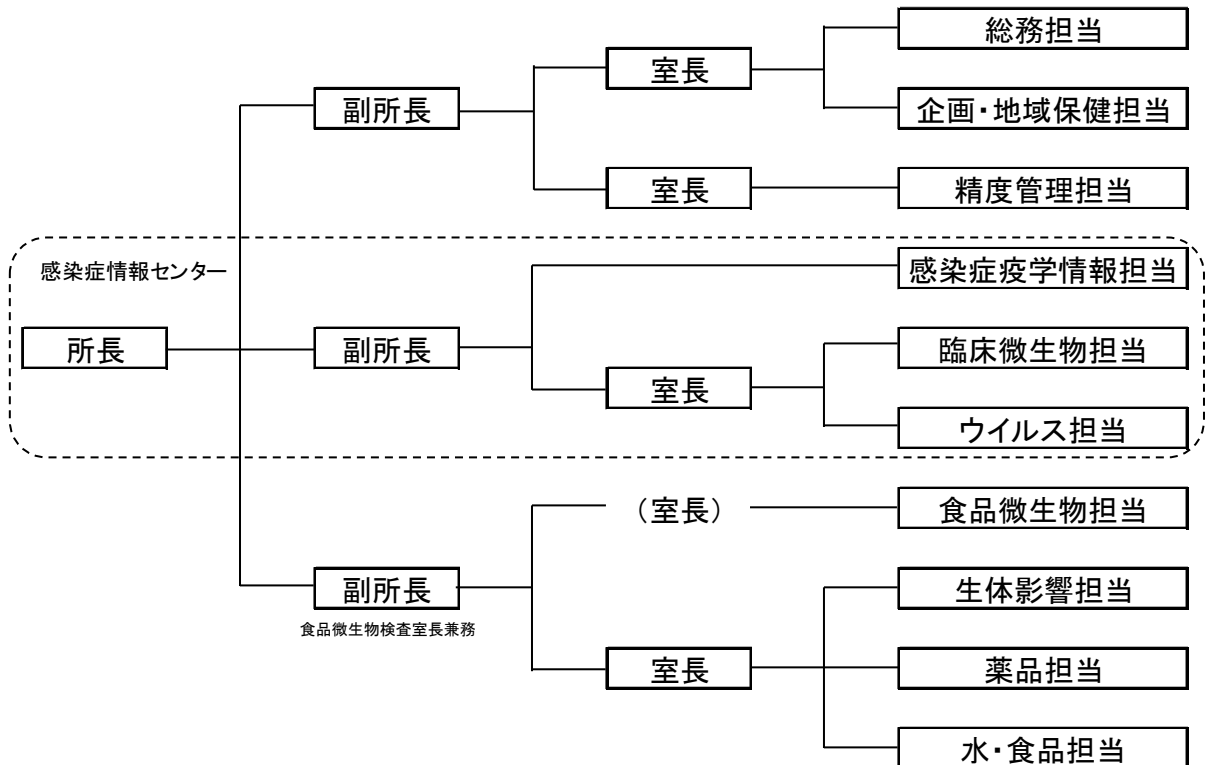 総務担当
室長
副所長
企画・地域保健担当
室長
精度管理担当
感染症情報センター
感染症疫学情報担当
所長
副所長
臨床微生物担当
室長
ウイルス担当
（室長）
食品微生物担当
副所長
食品微生物検査室長兼務
生体影響担当
室長
薬品担当
水・食品担当